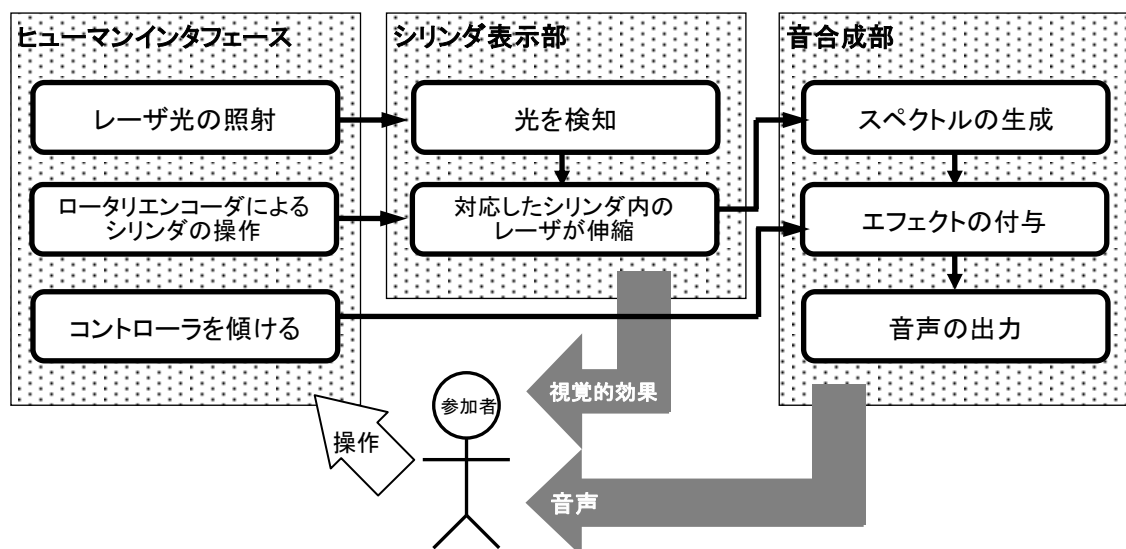 ヒューマンインタフェース
レーザ光の照射
ロータリエンコーダによる
シリンダの操作
コントローラを傾ける
シリンダ表示部
光を検知
対応したシリンダ内の
レーザが伸縮
音合成部
スペクトルの生成
エフェクトの付与
音声の出力
視覚的効果
参加者
操作
音声